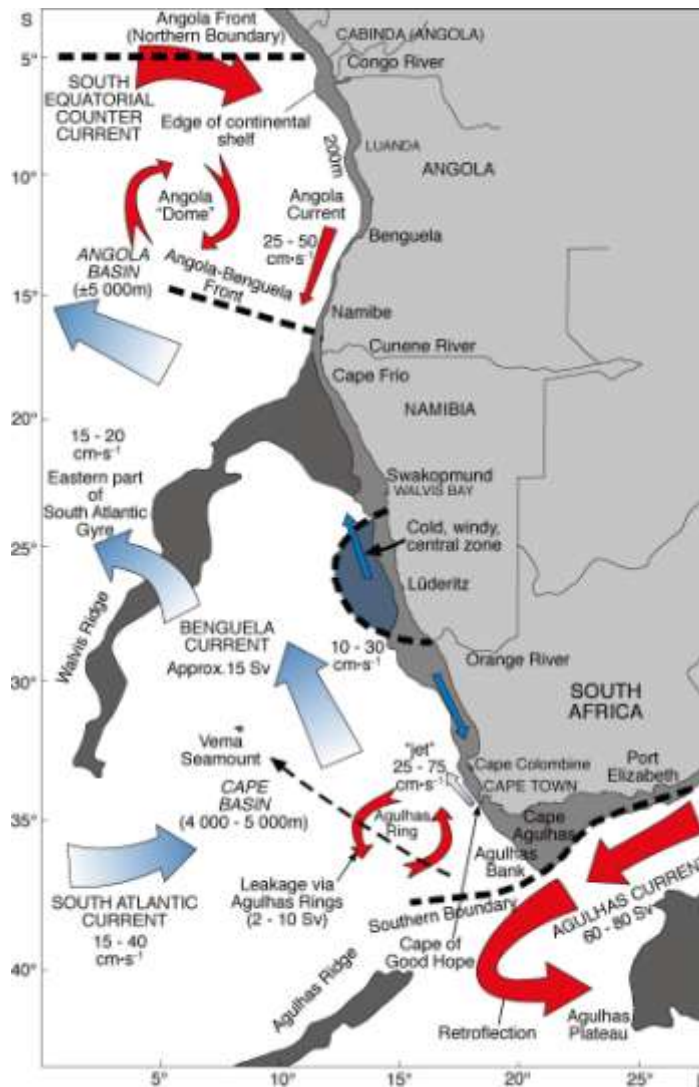 S
Angola Front
(Northern Boundary)
CABINDA (ANGOLA)
5°
Congo River
SOUTH
EQUATORIAL
COUNTER
CURRENT
Edge of continental
shelf
200m
LUANDA
ANGOLA
10°
Angola
"Dome"
Angola
Current
25 - 50
cm•s⁻¹
Benguela
ANGOLA
BASIN
(±5 000m)
Angola-Benguela
Front
15°
Namibe
Cunene River
Cape Frio
NAMIBIA
20°
15 - 20
cm•s⁻¹
Eastern part
of
South Atlantic
Gyre
Swakopmund
WALVIS BAY
Cold, windy,
central zone
25°
Lüderitz
Walvis Ridge
BENGUELA
CURRENT
Approx.15 Sv
10 - 30
cm•s⁻¹
Orange River
30°
SOUTH
AFRICA
Vema
Seamount
"jet"
25 - 75
cm•s⁻¹
Cape Columbine
CAPE TOWN
Port
Elizabeth
CAPE
BASIN
(4 000 - 5 000m)
Agulhas
Ring
Cape
Agulhas
35°
Agulhas
Bank
Leakage via
Agulhas Rings
(2 - 10 Sv)
SOUTH ATLANTIC
CURRENT
15 - 40
cm•s⁻¹
Southern Boundary
AGULHAS CURRENT
60 - 80 Sv
Cape of
Good Hope
40°
Agulhas Ridge
Retroflection
Agulhas
Plateau
5°
10°
15°
20°
25°